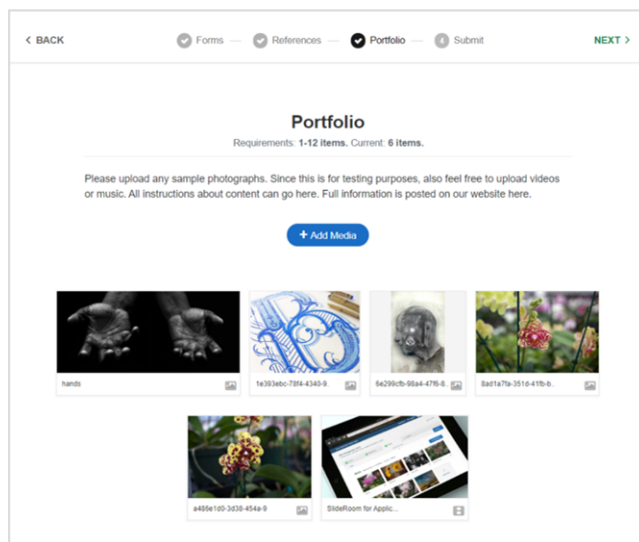 < BACK
Forms
References
Portfolio
4 Submit
NEXT >
Portfolio
Requirements: 1-12 items. Current: 6 items.
Please upload any sample photographs. Since this is for testing purposes, also feel free to upload videos
or music. All instructions about content can go here. Full information is posted on our website here.
+ Add Media
hands
1e393ebc-78f4-4340-9.
6e299cfb-98a4-47f6-8..
8ad1a7fa-351d-41fb-b..
a486e1d0-3d38-454a-9
SlideRoom for Applic...